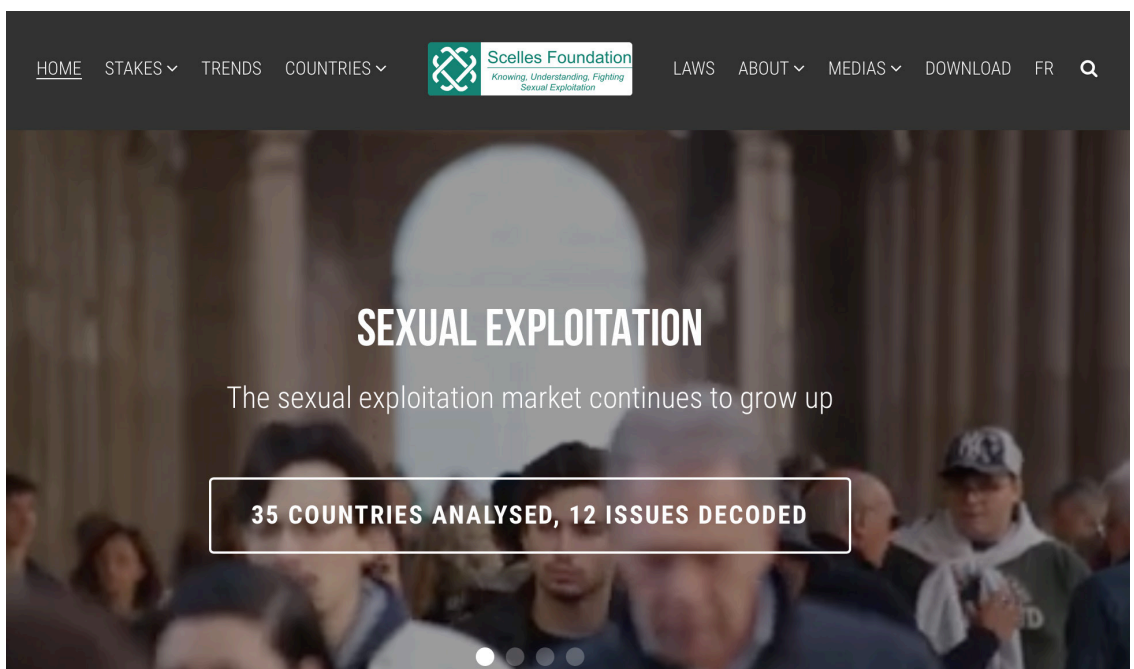 HOME STAKES TRENDS COUNTRIES
Scelles Foundation
Knowing, Understanding, Fighting
Sexual Exploitation
LAWS ABOUT MEDIAS DOWNLOAD FR
SEXUAL EXPLOITATION
The sexual exploitation market continues to grow up
35 COUNTRIES ANALYSED, 12 ISSUES DECODED